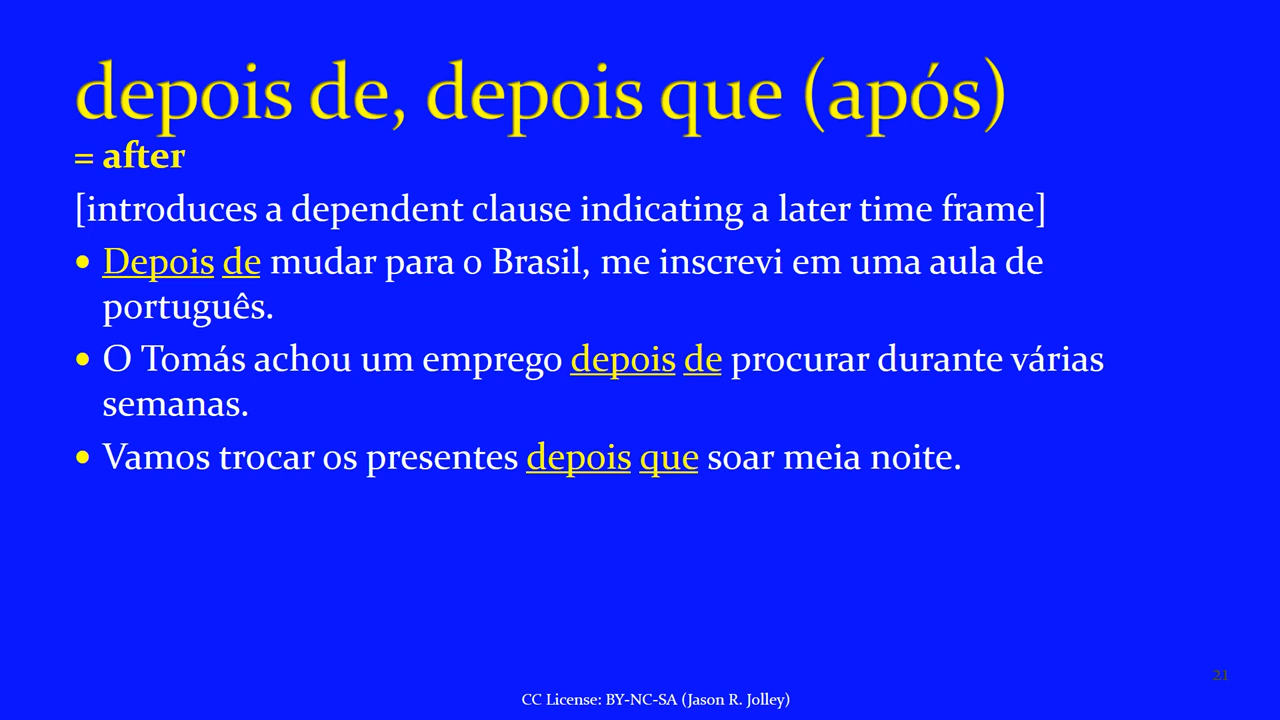 depois de, depois que (após)
= after
[introduces a dependent clause indicating a later time frame]
• Depois de mudar para o Brasil, me inscrevi em uma aula de
português.
• O Tomás achou um emprego depois de procurar durante várias
semanas.
• Vamos trocar os presentes depois que soar meia noite.
21
CC License: BY-NC-SA (Jason R. Jolley)